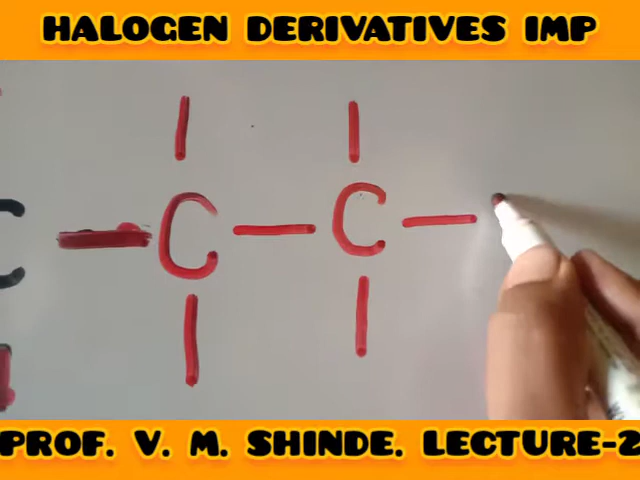 HALOGEN DERIVATIVES IMP
C C C
PROF. V. M. SHINDE. LECTURE-2